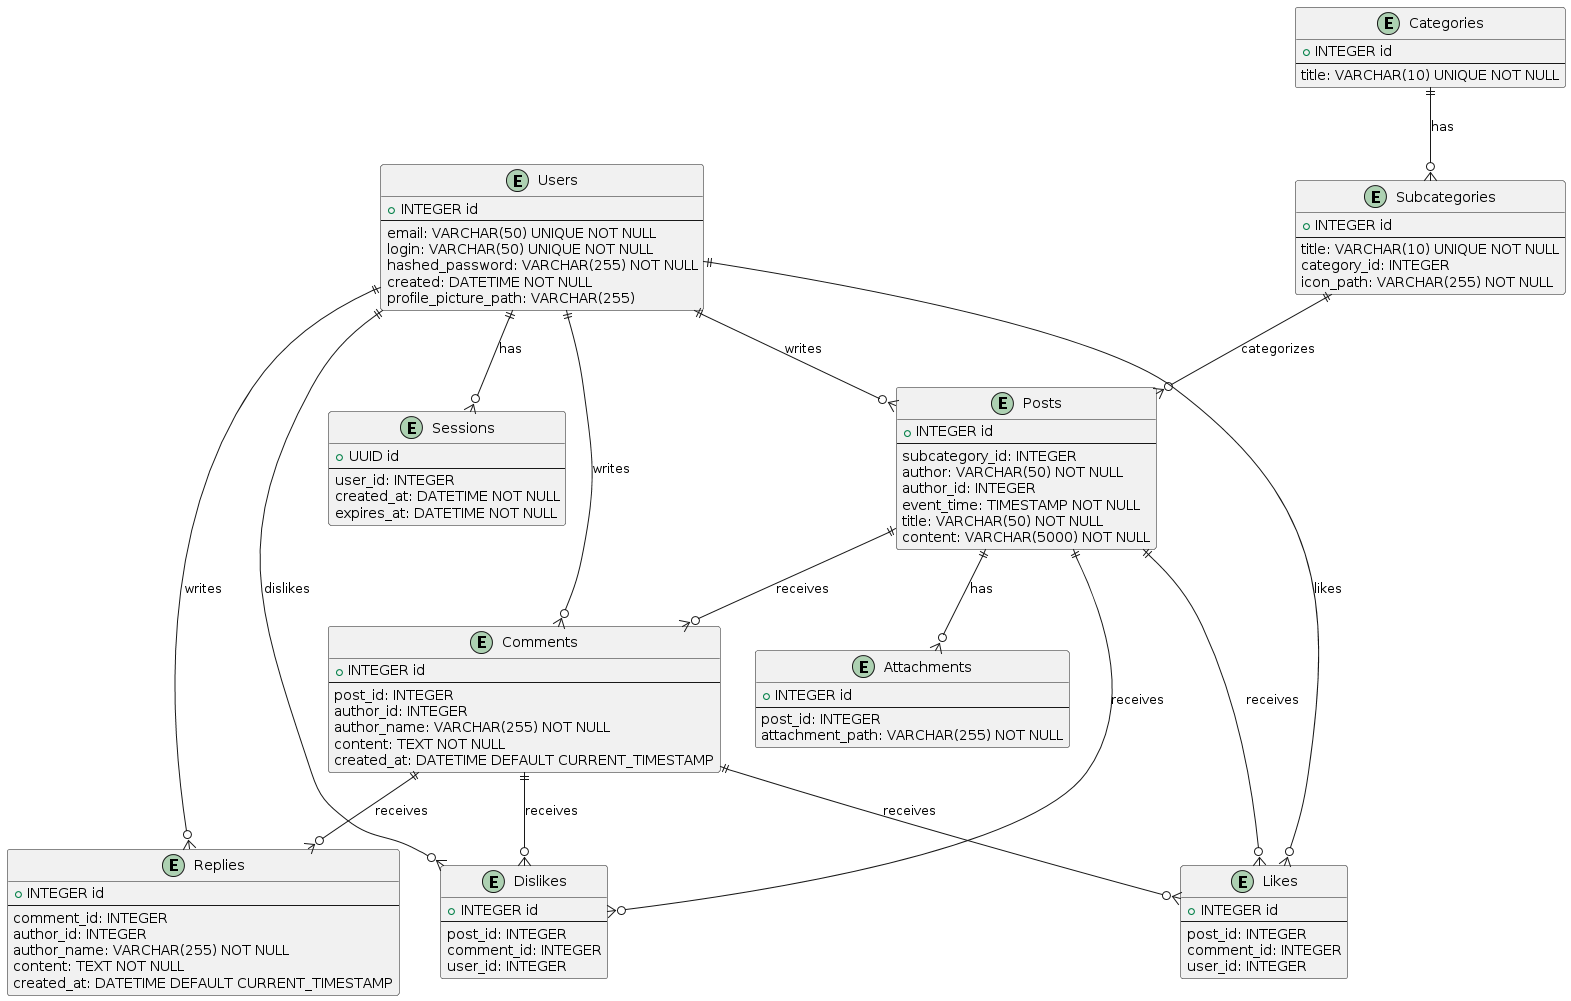 E Categories
INTEGER id
title: VARCHAR(10) UNIQUE NOT NULL
has
E Users
INTEGER id
email: VARCHAR(50) UNIQUE NOT NULL
login: VARCHAR(50) UNIQUE NOT NULL
hashed_password: VARCHAR(255) NOT NULL
created: DATETIME NOT NULL
profile_picture_path: VARCHAR(255)
E Subcategories
INTEGER id
title: VARCHAR(10) UNIQUE NOT NULL
category_id: INTEGER
icon_path: VARCHAR(255) NOT NULL
has
writes
categorizes
E Sessions
UUID id
user_id: INTEGER
created_at: DATETIME NOT NULL
expires_at: DATETIME NOT NULL
writes
E Posts
INTEGER id
subcategory_id: INTEGER
author: VARCHAR(50) NOT NULL
author_id: INTEGER
event_time: TIMESTAMP NOT NULL
title: VARCHAR(50) NOT NULL
content: VARCHAR(5000) NOT NULL
writes
dislikes
receives
has
likes
E Comments
INTEGER id
post_id: INTEGER
author_id: INTEGER
author_name: VARCHAR(255) NOT NULL
content: TEXT NOT NULL
created_at: DATETIME DEFAULT CURRENT_TIMESTAMP
E Attachments
INTEGER id
post_id: INTEGER
attachment_path: VARCHAR(255) NOT NULL
receives
receives
receives
receives
receives
E Replies
INTEGER id
comment_id: INTEGER
author_id: INTEGER
author_name: VARCHAR(255) NOT NULL
content: TEXT NOT NULL
created_at: DATETIME DEFAULT CURRENT_TIMESTAMP
E Dislikes
INTEGER id
post_id: INTEGER
comment_id: INTEGER
user_id: INTEGER
E Likes
INTEGER id
post_id: INTEGER
comment_id: INTEGER
user_id: INTEGER